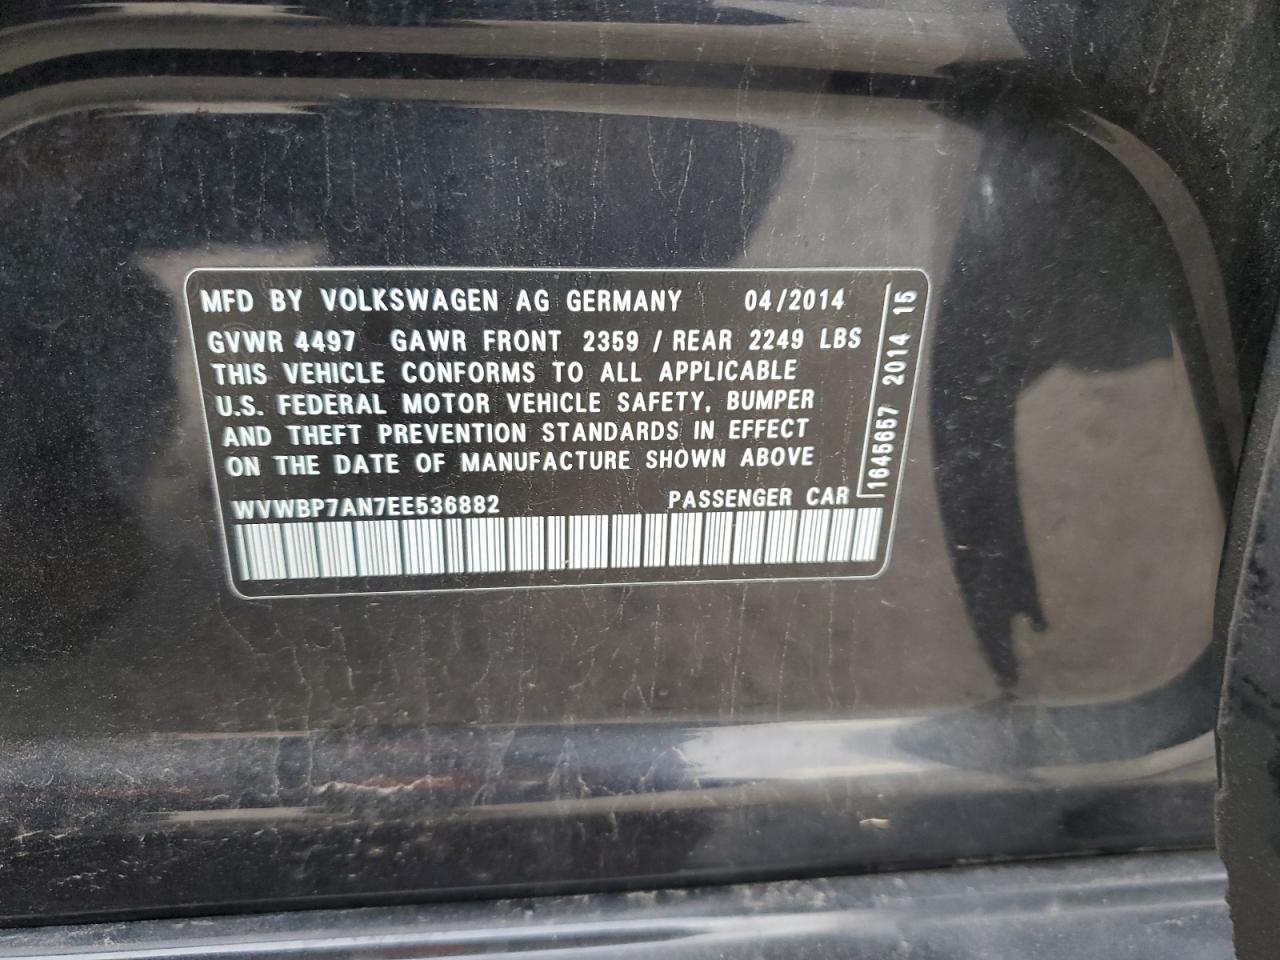 MFD BY VOLKSWAGEN AG GERMANY 04/2014
GVWR 4497 GAWR FRONT 2359 / REAR 2249 LBS
THIS VEHICLE CONFORMS TO ALL APPLICABLE
U.S. FEDERAL MOTOR VEHICLE SAFETY, BUMPER
AND THEFT PREVENTION STANDARDS IN EFFECT
ON THE DATE OF MANUFACTURE SHOWN ABOVE
WVWBP7AN7EE536882 PASSENGER CAR
1645657 2014 15